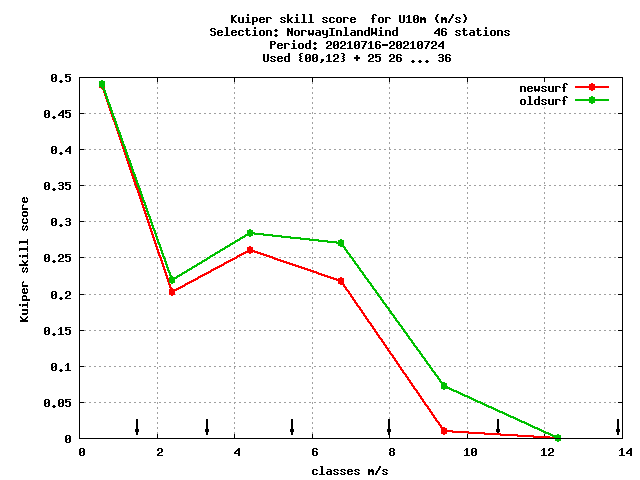 Kuiper skill score  for U10m (m/s)
Selection: NorwayInlandWind     46 stations
Period: 20210716-20210724
Used {00,12} + 25 26 ... 36
newsurf
oldsurf
0.5
0.45
0.4
0.35
0.3
0.25
0.2
0.15
0.1
0.05
0
Kuiper skill score
0 2 4 6 8 10 12 14
classes m/s